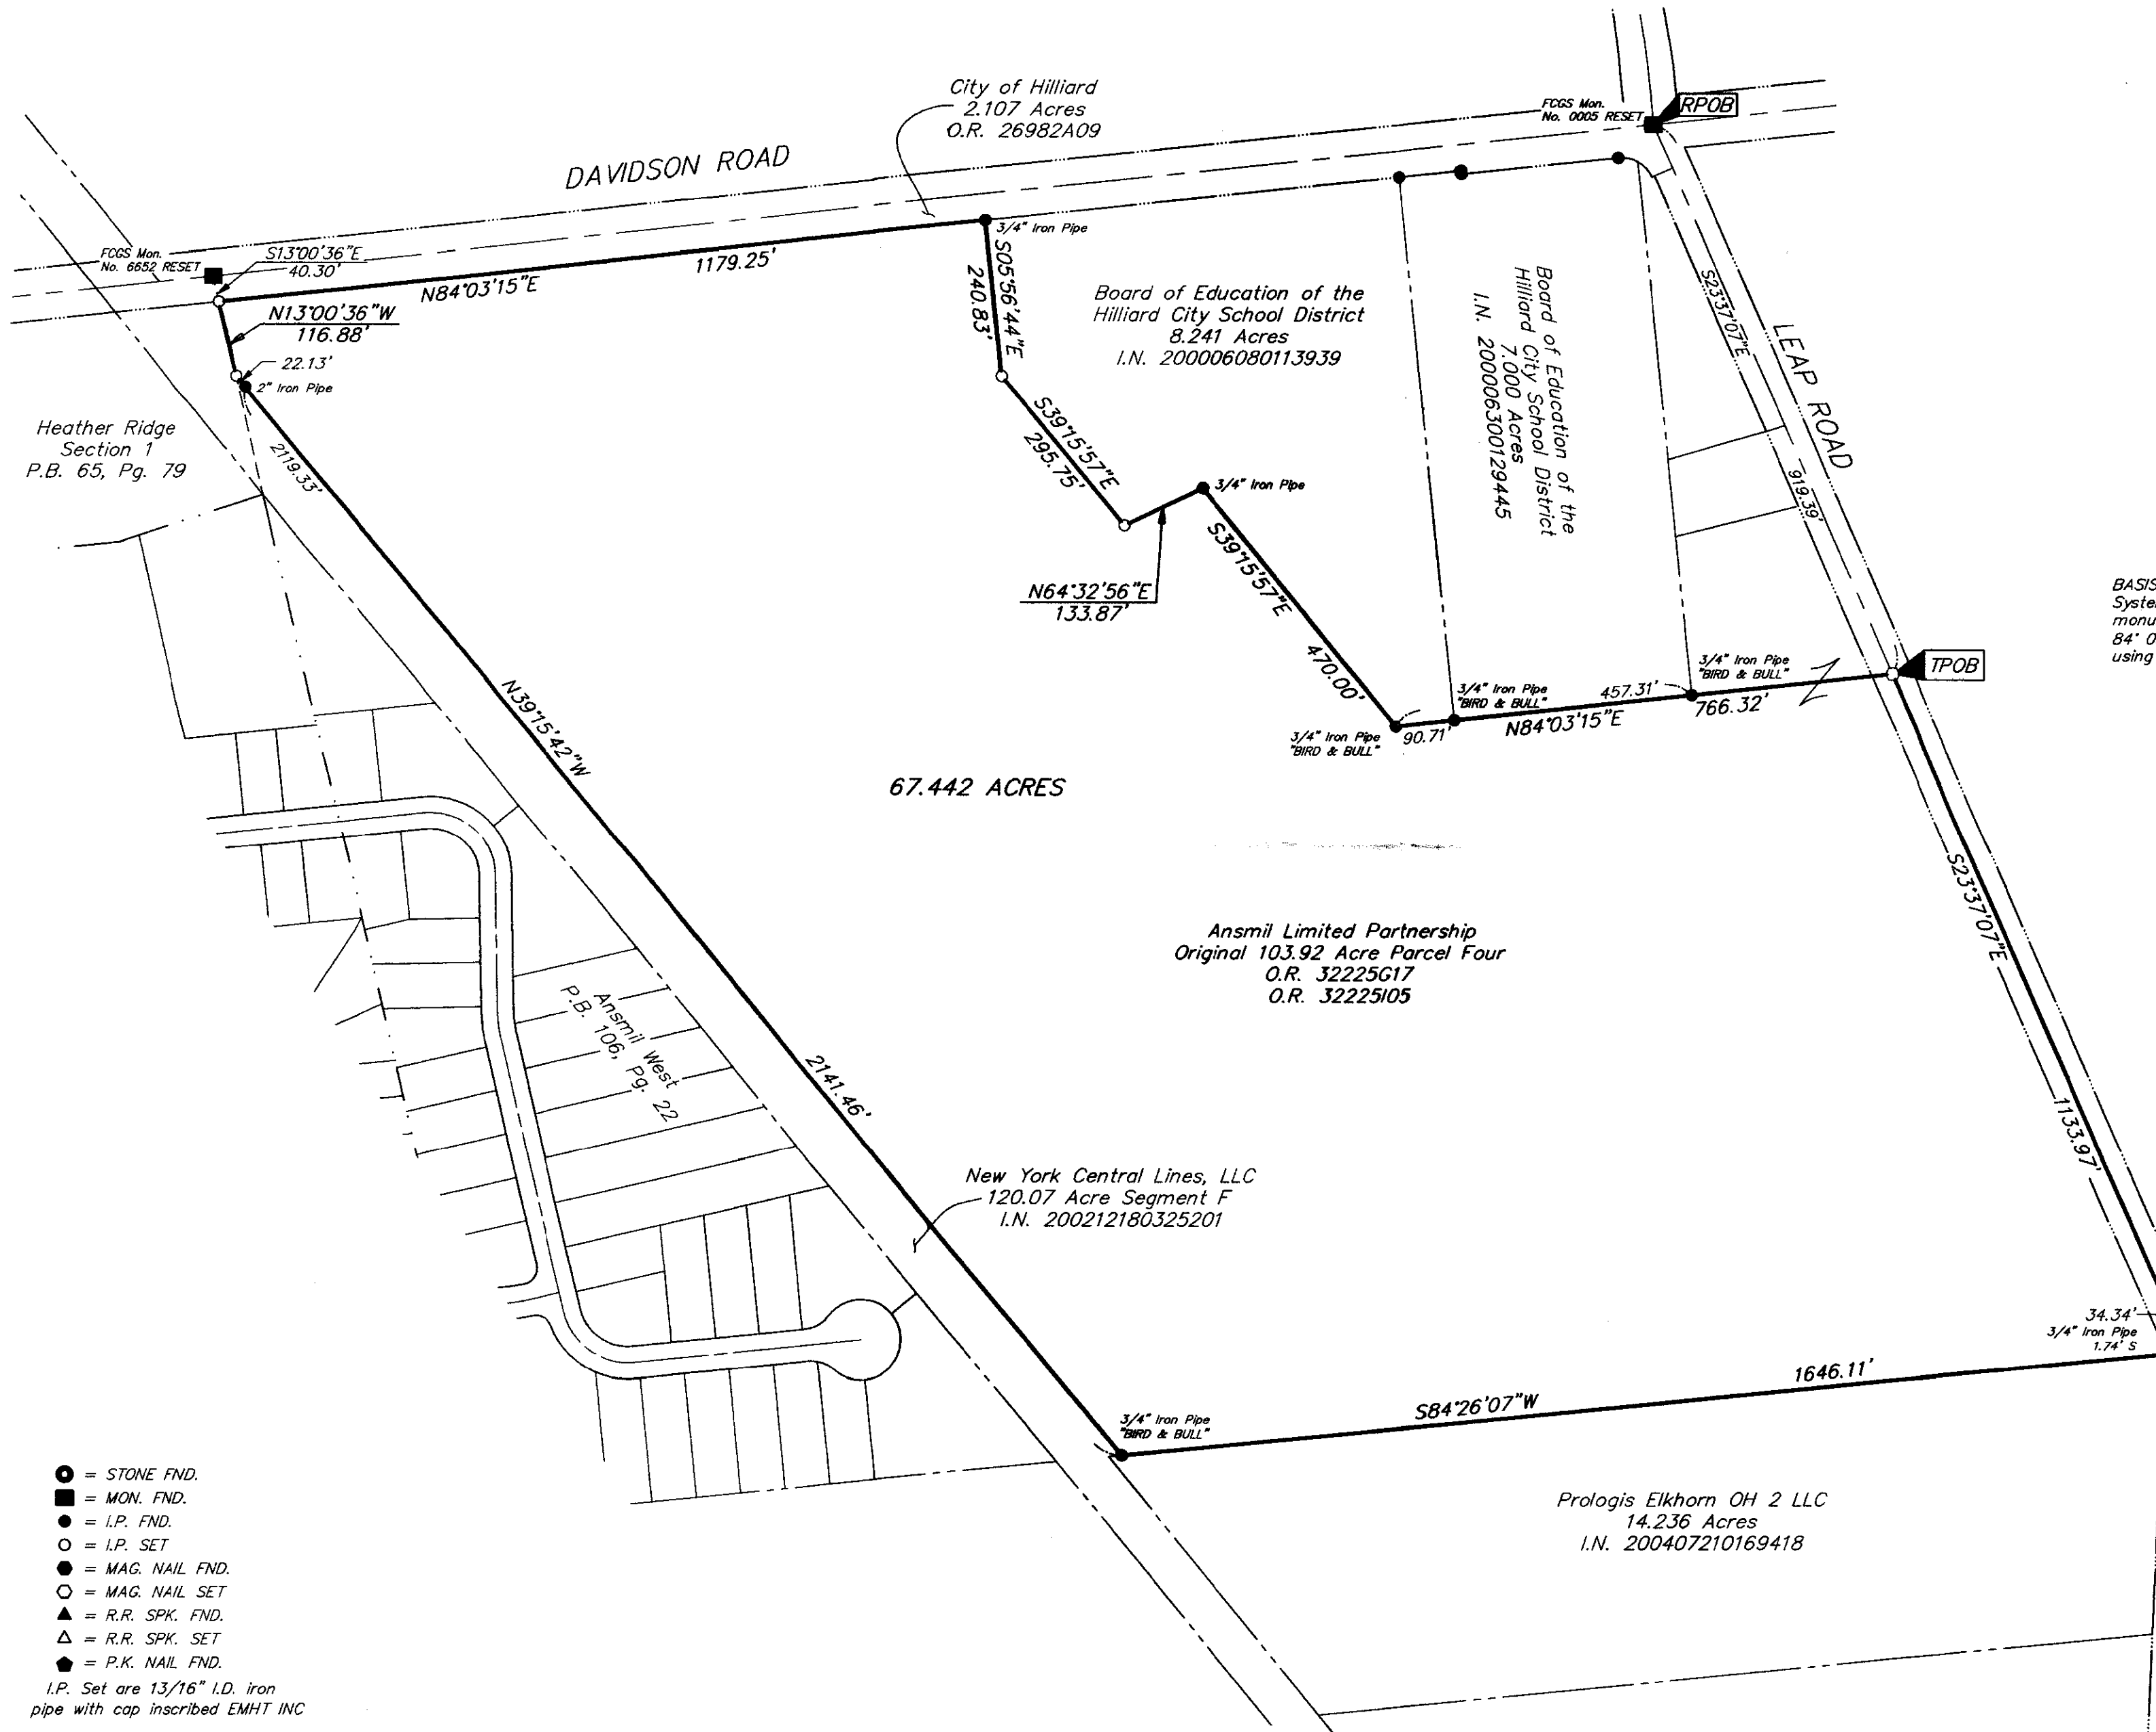 City of Hilliard
2.107 Acres
O.R. 26982A09
DAVIDSON ROAD
FCGS Mon.
No. 0005 RESET
RPOB
FCGS Mon.
No. 6652 RESET
S13°00'36"E
40.30'
N84°03'15"E
1179.25'
3/4" Iron Pipe
N13°00'36"W
116.88'
22.13'
2" Iron Pipe
S05°56'44"E
240.83'
Board of Education of the
Hilliard City School District
8.241 Acres
I.N. 200006080113939
Board of Education of the
Hilliard City School District
7.000 Acres
I.N. 200006300129445
S23°37'07"E
919.39'
LEAP ROAD
Heather Ridge
Section 1
P.B. 65, Pg. 79
2119.33'
S39°15'57"E
295.75'
3/4" Iron Pipe
N64°32'56"E
133.87'
S39°15'57"E
470.00'
BASIS
System
monu
84° 0
using
TPOB
3/4" Iron Pipe
"BIRD & BULL"
3/4" Iron Pipe
"BIRD & BULL"
457.31'
766.32'
3/4" Iron Pipe
"BIRD & BULL"
90.71'
N84°03'15"E
N39°15'42"W
67.442 ACRES
S23°37'07"E
Ansmil Limited Partnership
Original 103.92 Acre Parcel Four
O.R. 32225G17
O.R. 32225I05
Ansmil West
P.B. 106, Pg. 22
2141.46'
1133.97'
New York Central Lines, LLC
120.07 Acre Segment F
I.N. 200212180325201
34.34'
3/4" Iron Pipe
1.74' S
1646.11'
S84°26'07"W
3/4" Iron Pipe
"BIRD & BULL"
Prologis Elkhorn OH 2 LLC
14.236 Acres
I.N. 200407210169418
= STONE FND.
= MON. FND.
= I.P. FND.
= I.P. SET
= MAG. NAIL FND.
= MAG. NAIL SET
= R.R. SPK. FND.
= R.R. SPK. SET
= P.K. NAIL FND.
I.P. Set are 13/16" I.D. iron
pipe with cap inscribed EMHT INC